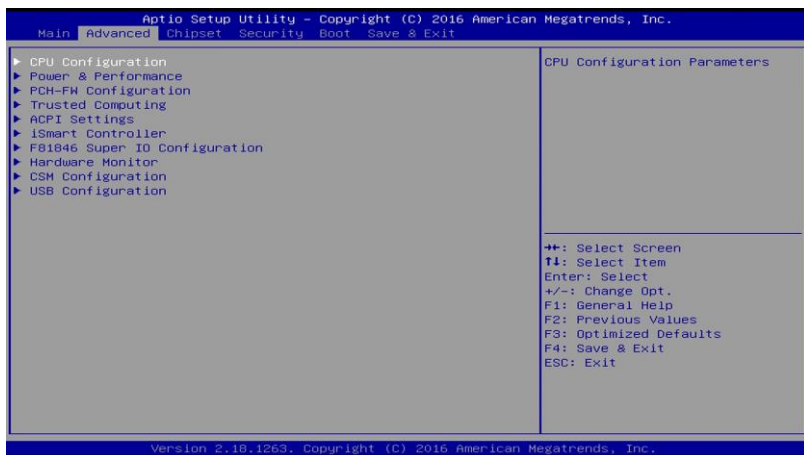 Aptio Setup Utility – Copyright (C) 2016 American Megatrends, Inc.
Main Advanced Chipset Security Boot Save & Exit
▶ CPU Configuration
▶ Power & Performance
▶ PCH-FW Configuration
▶ Trusted Computing
▶ ACPI Settings
▶ iSmart Controller
▶ F81846 Super IO Configuration
▶ Hardware Monitor
▶ CSM Configuration
▶ USB Configuration
CPU Configuration Parameters
→←: Select Screen
↑↓: Select Item
Enter: Select
+/-: Change Opt.
F1: General Help
F2: Previous Values
F3: Optimized Defaults
F4: Save & Exit
ESC: Exit
Version 2.18.1263. Copyright (C) 2016 American Megatrends, Inc.